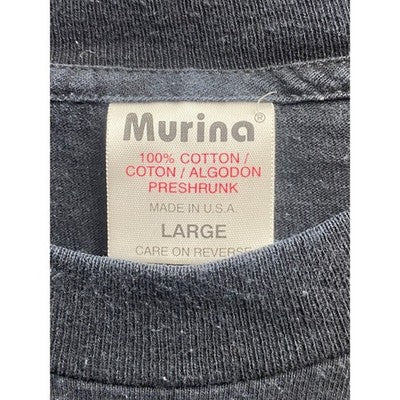 Murina®
100% COTTON /
COTON / ALGODON
PRESHRUNK
MADE IN U.S.A.
LARGE
CARE ON REVERSE